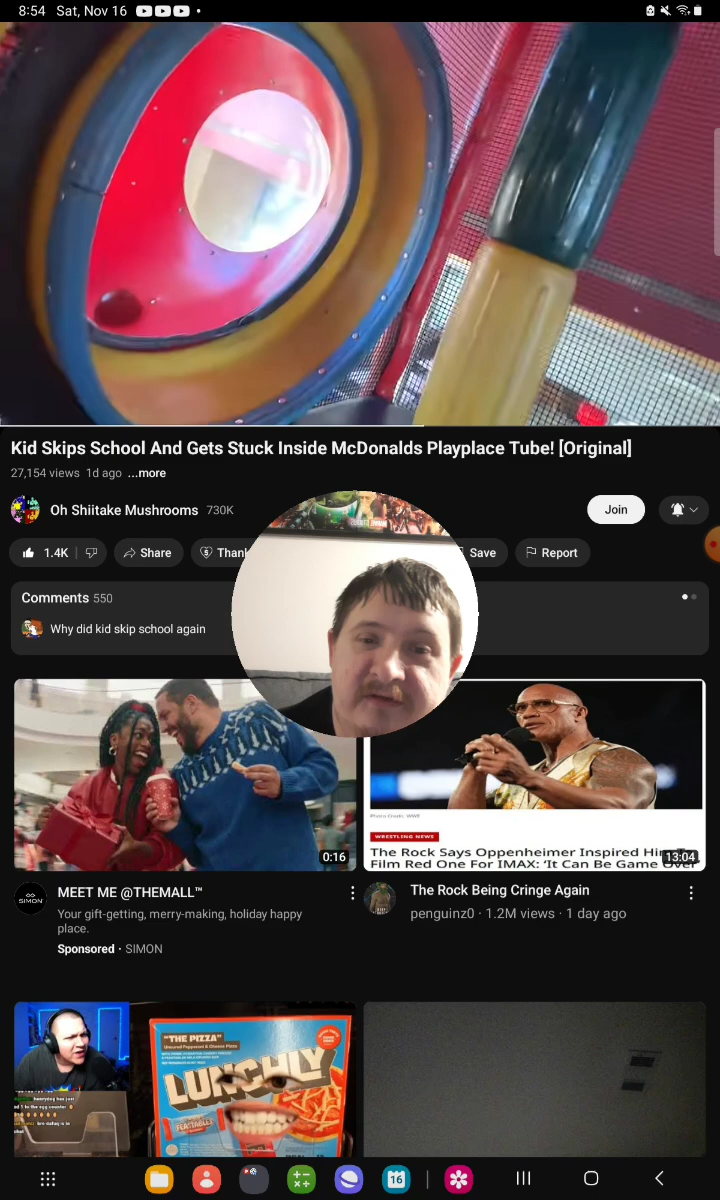 8:54 Sat, Nov 16
Kid Skips School And Gets Stuck Inside McDonalds Playplace Tube! [Original]
27,154 views 1d ago ...more
Oh Shiitake Mushrooms 730K
Join
1.4K Share Than Save Report
Comments 550
Why did kid skip school again
0:16
WRESTLING NEWS
The Rock Says Oppenheimer Inspired Hi
Film Red One For IMAX: 'It Can Be Game Over'
13:04
SIMON
MEET ME @THEMALL™
Your gift-getting, merry-making, holiday happy
place.
Sponsored · SIMON
The Rock Being Cringe Again
penguinz0 · 1.2M views · 1 day ago
"THE PIZZA"
LUNCHLY
FEASTABLES
16